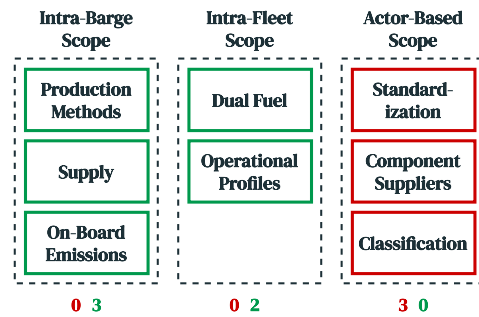 Intra-Barge
Scope
Production
Methods
Supply
On-Board
Emissions
0 3
Intra-Fleet
Scope
Dual Fuel
Operational
Profiles
0 2
Actor-Based
Scope
Standard-
ization
Component
Suppliers
Classification
3 0